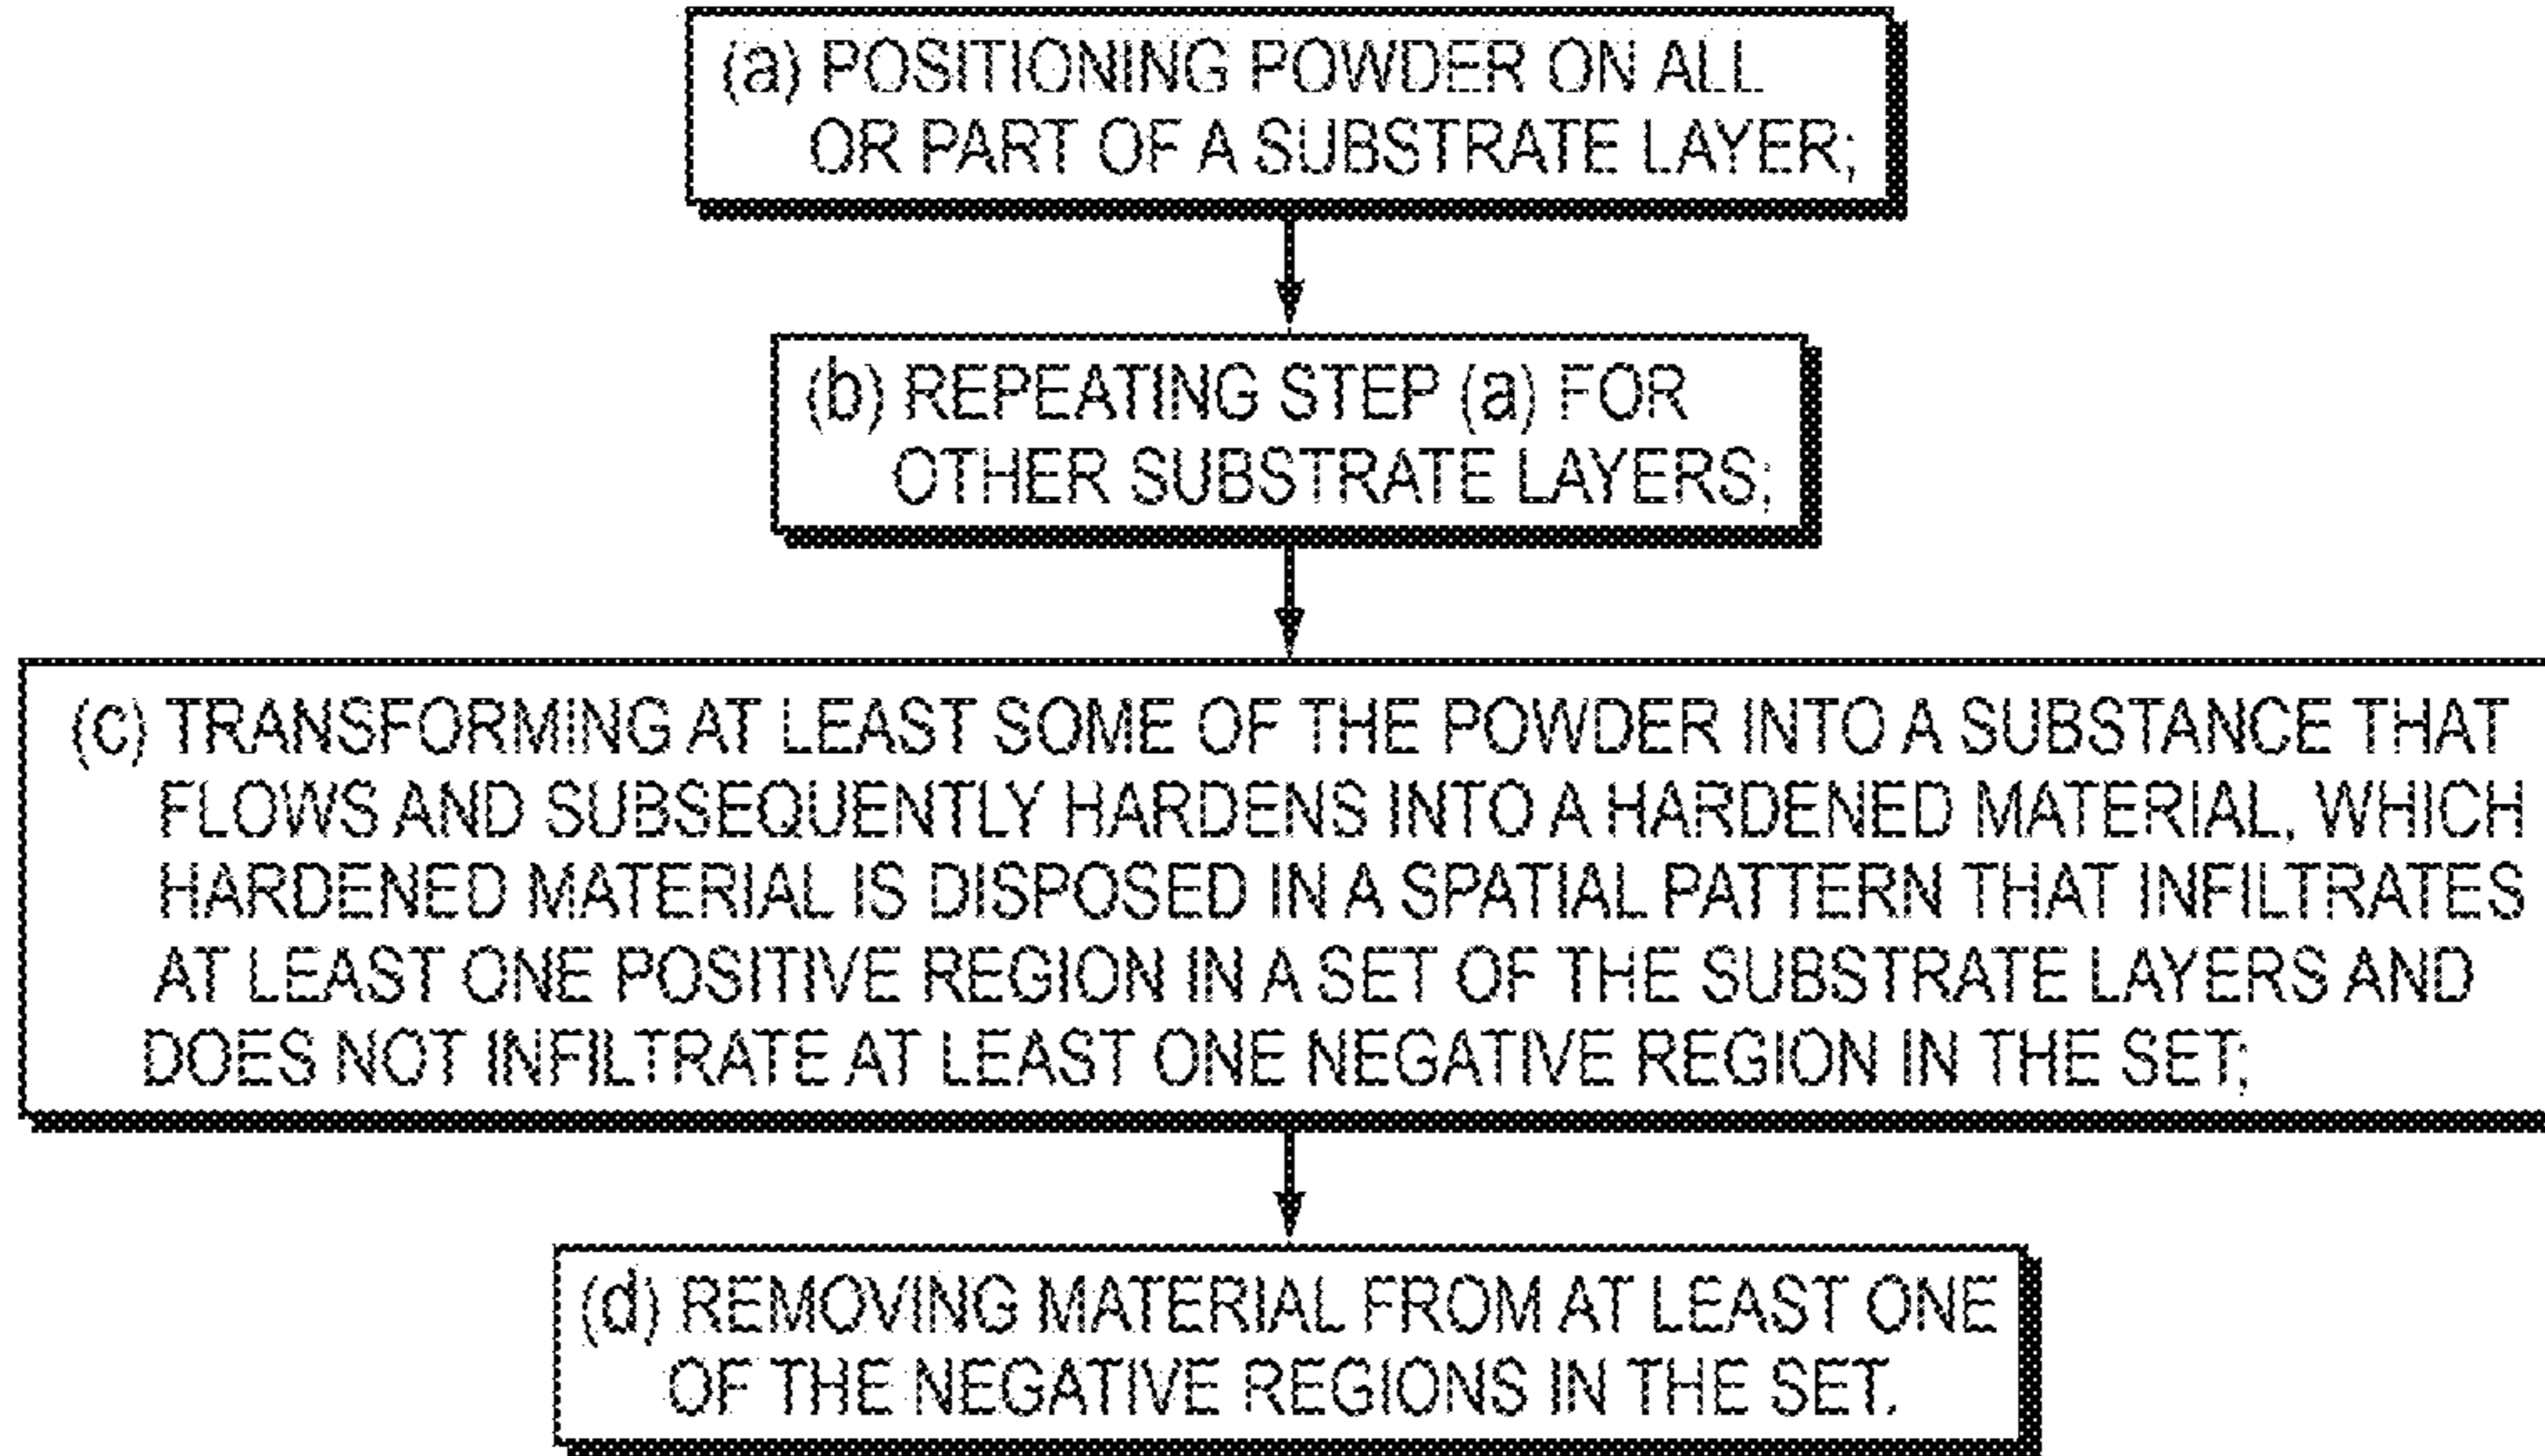 (a) POSITIONING POWDER ON ALL
OR PART OF A SUBSTRATE LAYER;
(b) REPEATING STEP (a) FOR
OTHER SUBSTRATE LAYERS;
(c) TRANSFORMING AT LEAST SOME OF THE POWDER INTO A SUBSTANCE THAT
FLOWS AND SUBSEQUENTLY HARDENS INTO A HARDENED MATERIAL, WHICH
HARDENED MATERIAL IS DISPOSED IN A SPATIAL PATTERN THAT INFILTRATES
AT LEAST ONE POSITIVE REGION IN A SET OF THE SUBSTRATE LAYERS AND
DOES NOT INFILTRATE AT LEAST ONE NEGATIVE REGION IN THE SET;
(d) REMOVING MATERIAL FROM AT LEAST ONE
OF THE NEGATIVE REGIONS IN THE SET.